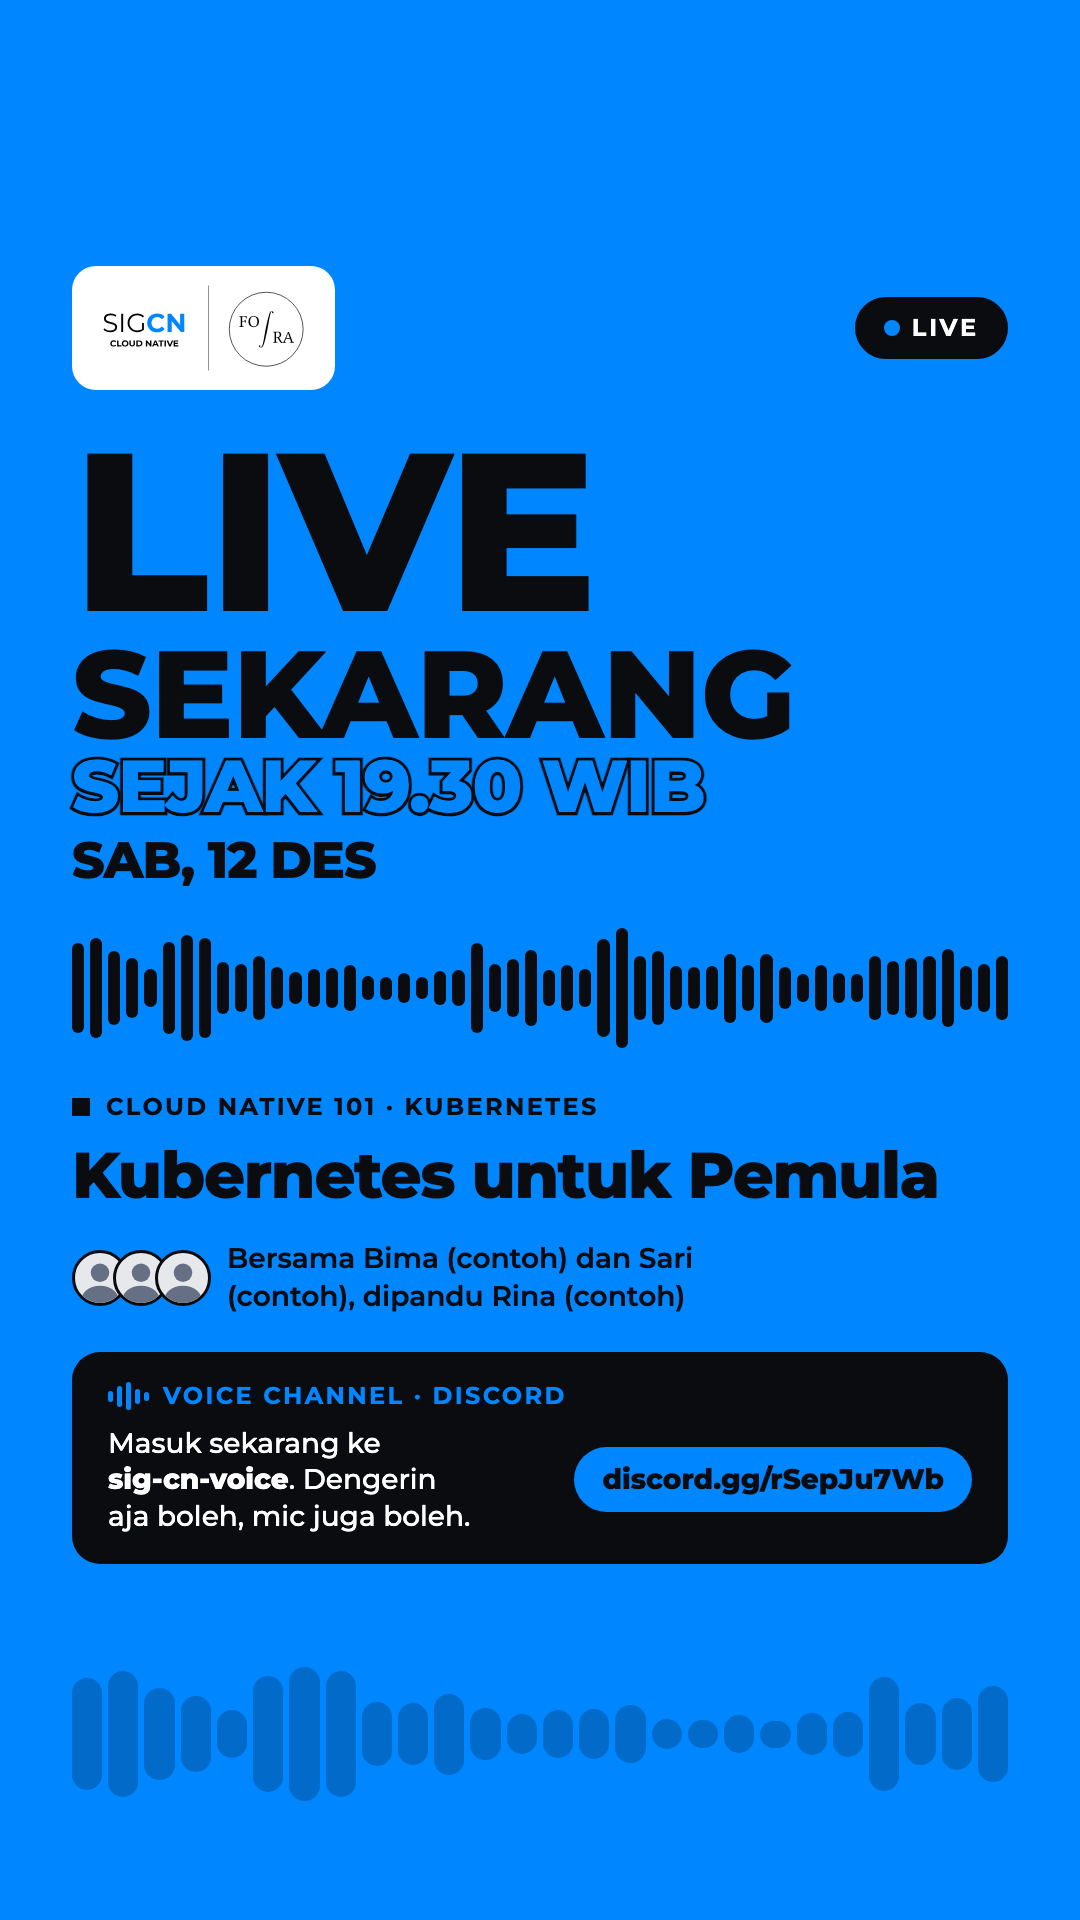 SIGCN
CLOUD NATIVE
FO
RA
LIVE
LIVE
SEKARANG
SEJAK 19.30 WIB
SAB, 12 DES
CLOUD NATIVE 101 · KUBERNETES
Kubernetes untuk Pemula
Bersama Bima (contoh) dan Sari
(contoh), dipandu Rina (contoh)
VOICE CHANNEL · DISCORD
Masuk sekarang ke
sig-cn-voice. Dengerin
aja boleh, mic juga boleh.
discord.gg/rSepJu7Wb